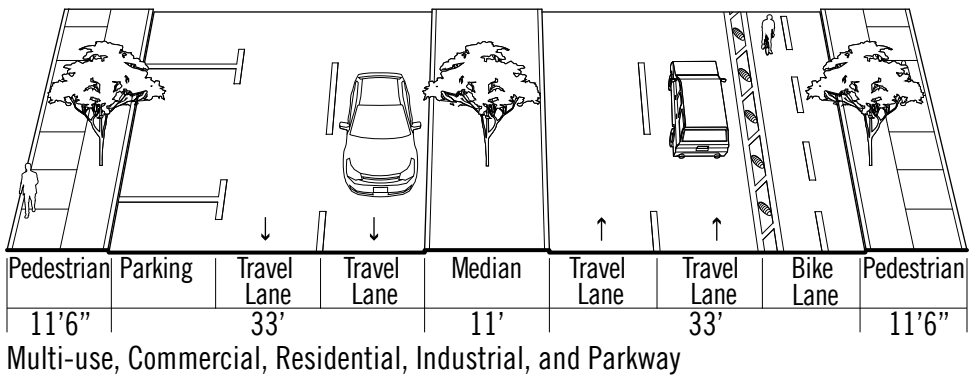 Pedestrian Parking Travel Lane Travel Lane Median Travel Lane Travel Lane Bike Lane Pedestrian
11'6" 33' 11' 33' 11'6"
Multi-use, Commercial, Residential, Industrial, and Parkway